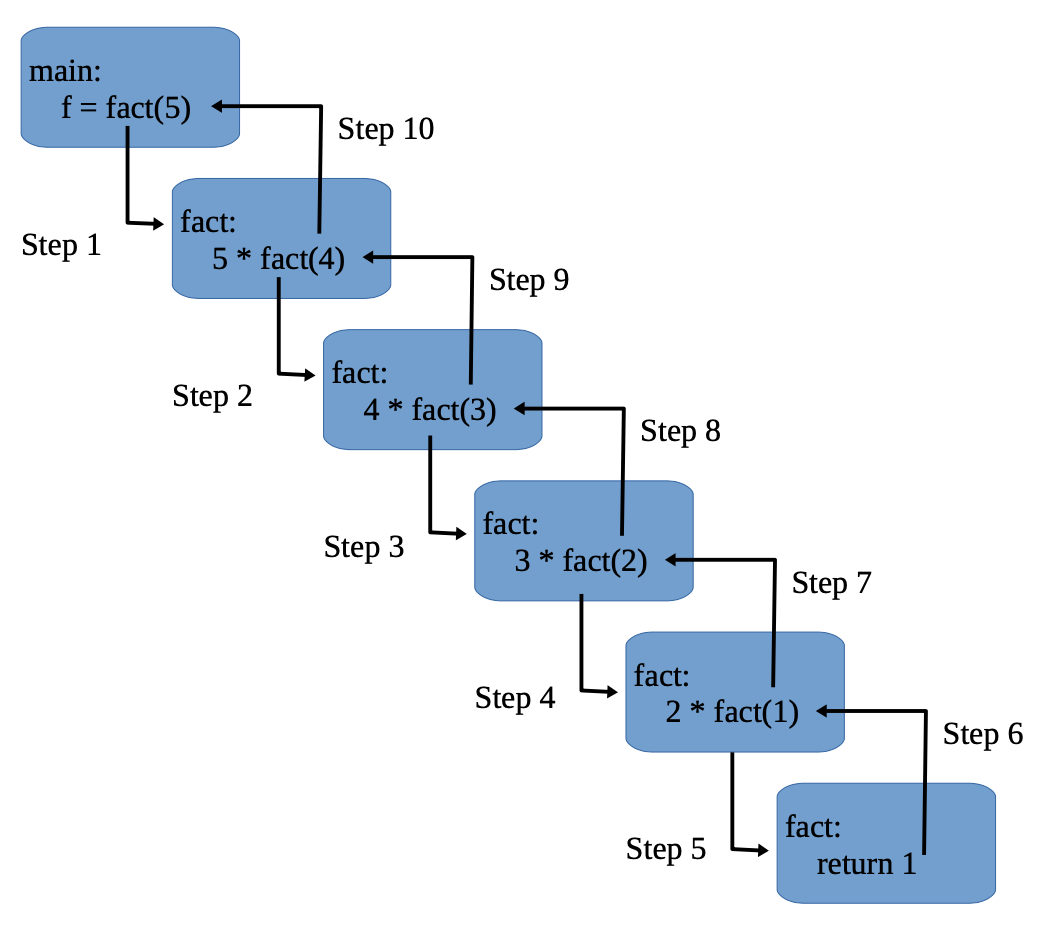 main:
f = fact(5)
Step 10
fact:
Step 1
5 * fact(4)
Step 9
fact:
Step 2
4 * fact(3)
Step 8
fact:
Step 3
3 * fact(2)
Step 7
fact:
Step 4
2 * fact(1)
Step 6
fact:
Step 5
return 1